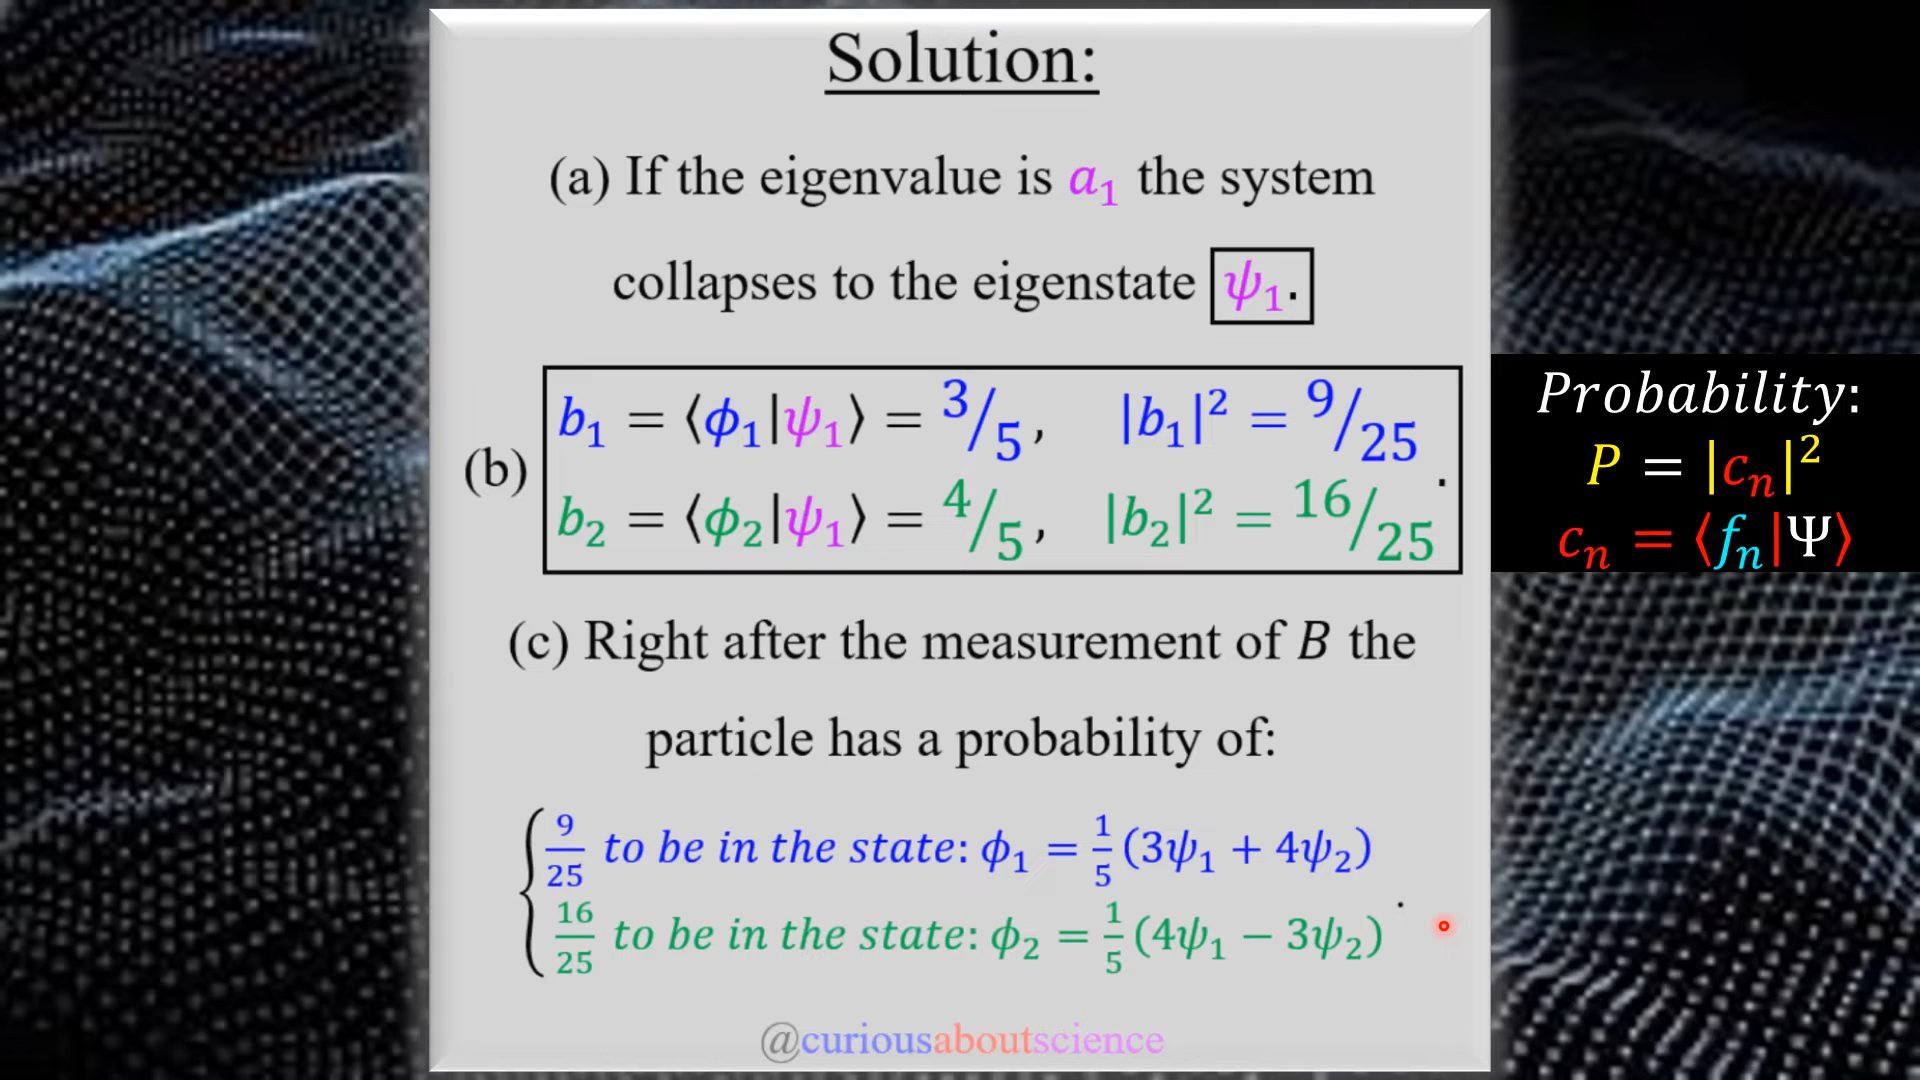 Solution:
(a) If the eigenvalue is a₁ the system
collapses to the eigenstate ψ₁.
(b)
b₁ = ⟨ϕ₁|ψ₁⟩ = 3/5, |b₁|² = 9/25
b₂ = ⟨ϕ₂|ψ₁⟩ = 4/5, |b₂|² = 16/25.
(c) Right after the measurement of B the
particle has a probability of:
{ 9/25 to be in the state: ϕ₁ = 1/5 (3ψ₁ + 4ψ₂)
16/25 to be in the state: ϕ₂ = 1/5 (4ψ₁ − 3ψ₂).
@curiousaboutscience
Probability:
P = |cₙ|²
cₙ = ⟨fₙ|Ψ⟩